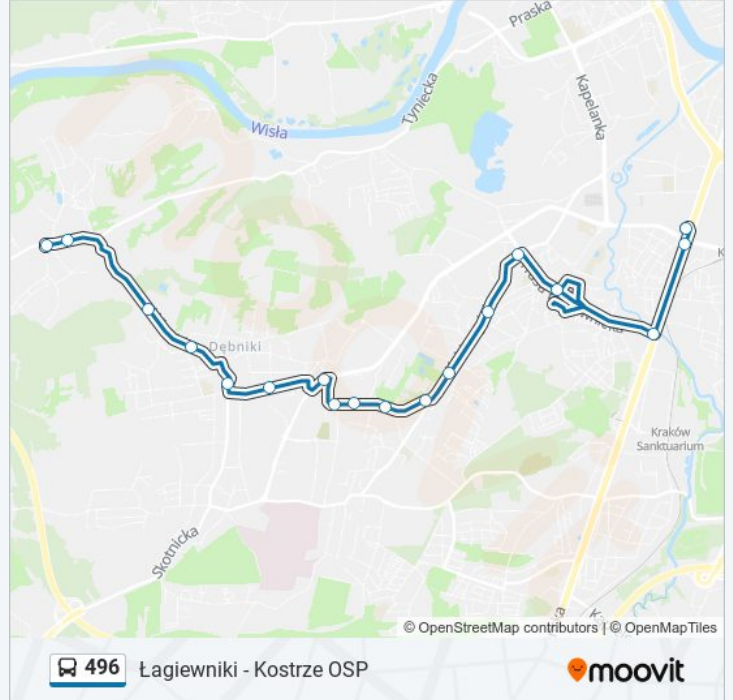 Praska
Kapelanka
Tyniecka
Wisła
Dębniki
Kraków
Sanktuarium
Skotnicka
© OpenStreetMap contributors | © OpenMapTiles
496 Łagiewniki - Kostrze OSP
moovit